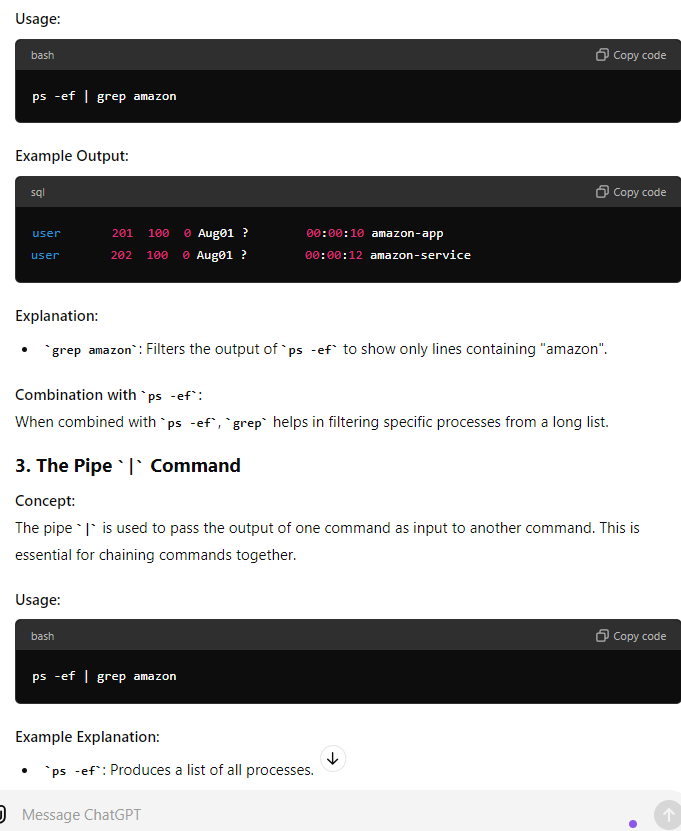 Usage:
bash Copy code
ps -ef | grep amazon
Example Output:
sql Copy code
user 201 100 0 Aug01 ? 00:00:10 amazon-app
user 202 100 0 Aug01 ? 00:00:12 amazon-service
Explanation:
• `grep amazon`: Filters the output of `ps -ef` to show only lines containing "amazon".
Combination with `ps -ef`:
When combined with `ps -ef`, `grep` helps in filtering specific processes from a long list.
3. The Pipe `|` Command
Concept:
The pipe `|` is used to pass the output of one command as input to another command. This is
essential for chaining commands together.
Usage:
bash Copy code
ps -ef | grep amazon
Example Explanation:
• `ps -ef`: Produces a list of all processes.
Message ChatGPT